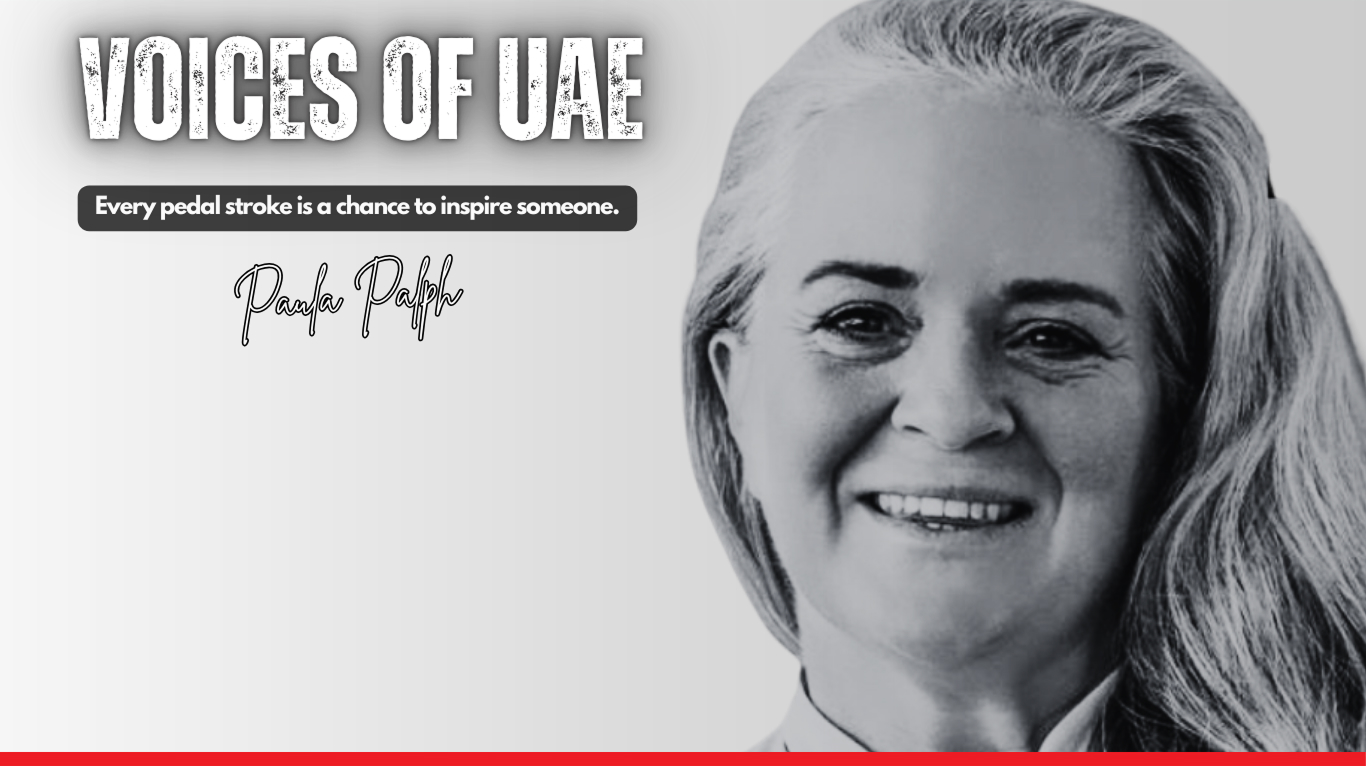 VOICES OF UAE
Every pedal stroke is a chance to inspire someone.
Paula Palph